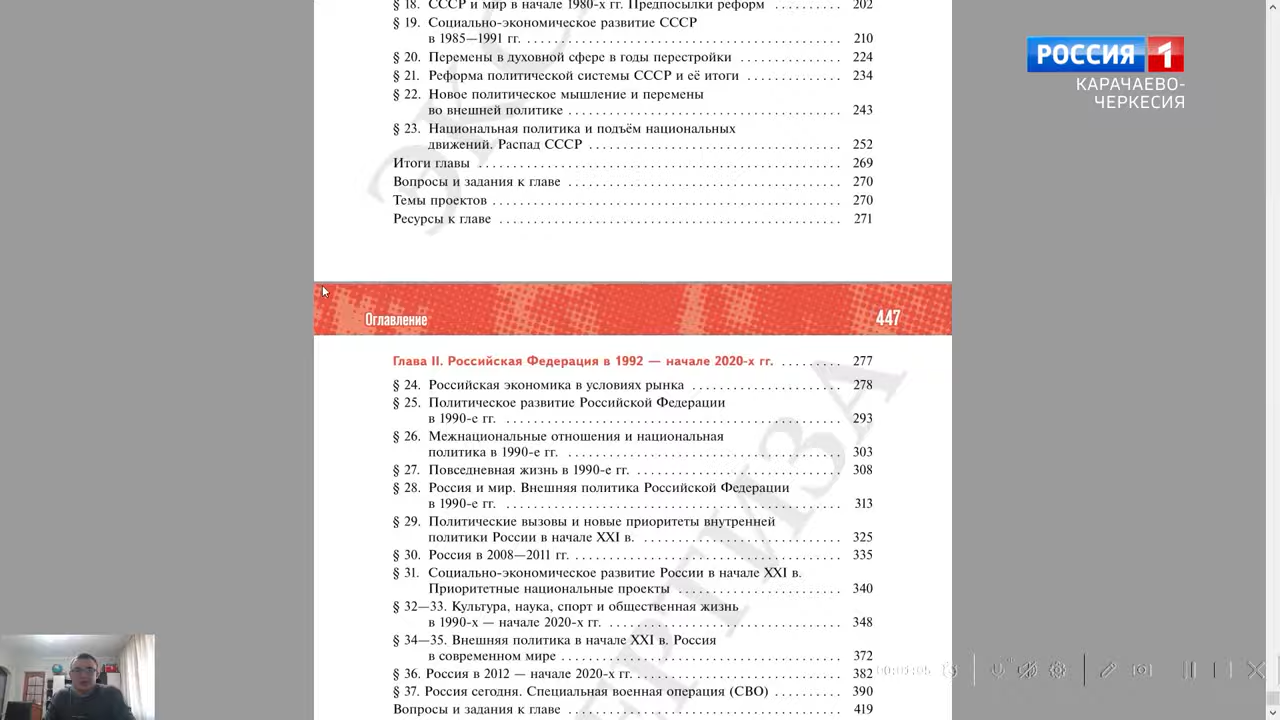 § 18. СССР и мир в начале 1980-х гг. Предпосылки реформ .......... 202
§ 19. Социально-экономическое развитие СССР
в 1985—1991 гг. .......... 210
§ 20. Перемены в духовной сфере в годы перестройки .......... 224
§ 21. Реформа политической системы СССР и её итоги .......... 234
§ 22. Новое политическое мышление и перемены
во внешней политике .......... 243
§ 23. Национальная политика и подъём национальных
движений. Распад СССР .......... 252
Итоги главы .......... 269
Вопросы и задания к главе .......... 270
Темы проектов .......... 270
Ресурсы к главе .......... 271
РОССИЯ 1
КАРАЧАЕВО-
ЧЕРКЕСИЯ
Оглавление 447
Глава II. Российская Федерация в 1992 — начале 2020-х гг. .......... 277
§ 24. Российская экономика в условиях рынка .......... 278
§ 25. Политическое развитие Российской Федерации
в 1990-е гг. .......... 293
§ 26. Межнациональные отношения и национальная
политика в 1990-е гг. .......... 303
§ 27. Повседневная жизнь в 1990-е гг. .......... 308
§ 28. Россия и мир. Внешняя политика Российской Федерации
в 1990-е гг. .......... 313
§ 29. Политические вызовы и новые приоритеты внутренней
политики России в начале XXI в. .......... 325
§ 30. Россия в 2008—2011 гг. .......... 335
§ 31. Социально-экономическое развитие России в начале XXI в.
Приоритетные национальные проекты .......... 340
§ 32—33. Культура, наука, спорт и общественная жизнь
в 1990-х — начале 2020-х гг. .......... 348
§ 34—35. Внешняя политика в начале XXI в. Россия
в современном мире .......... 372
§ 36. Россия в 2012 — начале 2020-х гг. .......... 382
§ 37. Россия сегодня. Специальная военная операция (СВО) .......... 390
Вопросы и задания к главе .......... 419
ЭКС
ЕРТИЗА